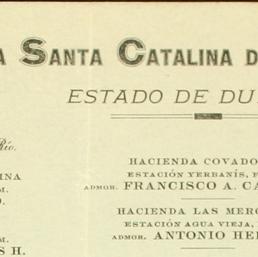 A SANTA CATALINA D
ESTADO DE DU
Río.
HACIENDA COVADO
INA
ESTACIÓN YERBANÍS, F
M.
ADMOR. FRANCISCO A. CA
HACIENDA LAS MERC
ESTACIÓN AGUA VIEJA,
M.
ADMOR. ANTONIO HER
S H.